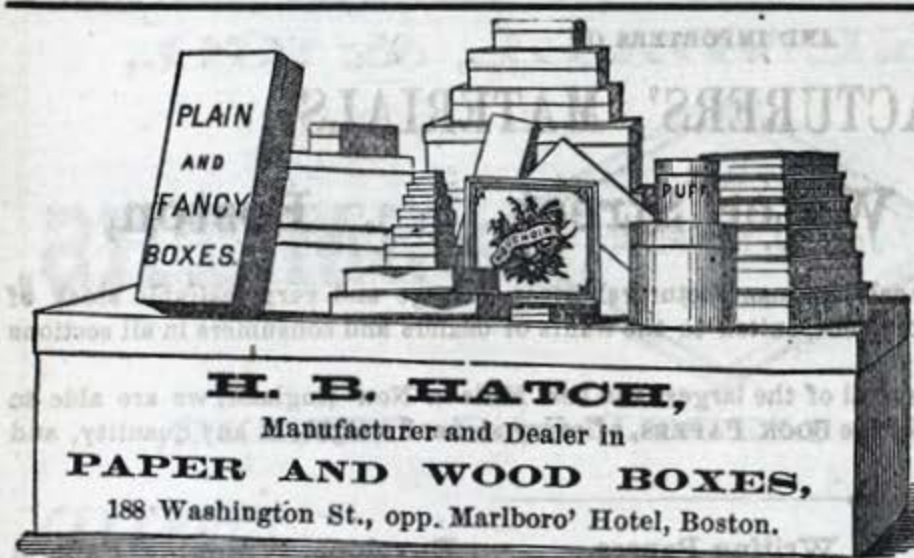 PLAIN
AND
FANCY
BOXES.
PUFF
H. B. HATCH,
Manufacturer and Dealer in
PAPER AND WOOD BOXES,
188 Washington St., opp. Marlboro' Hotel, Boston.